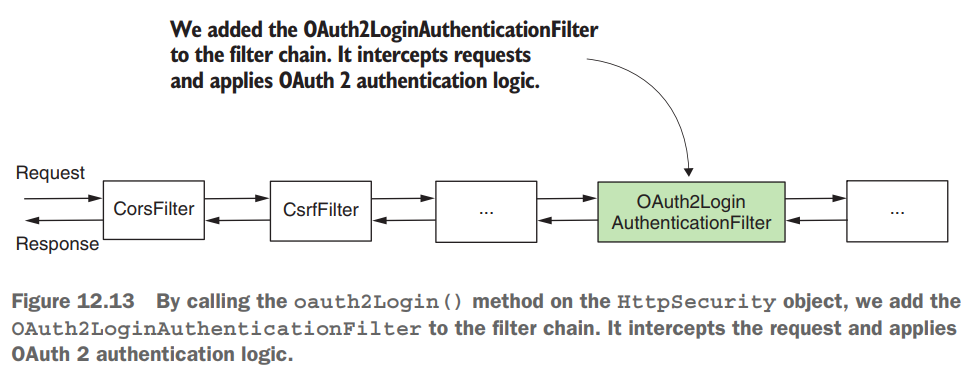 We added the OAuth2LoginAuthenticationFilter
to the filter chain. It intercepts requests
and applies OAuth 2 authentication logic.
Request
CorsFilter
CsrfFilter
...
OAuth2Login
AuthenticationFilter
...
Response
Figure 12.13 By calling the oauth2Login() method on the HttpSecurity object, we add the
OAuth2LoginAuthenticationFilter to the filter chain. It intercepts the request and applies
OAuth 2 authentication logic.